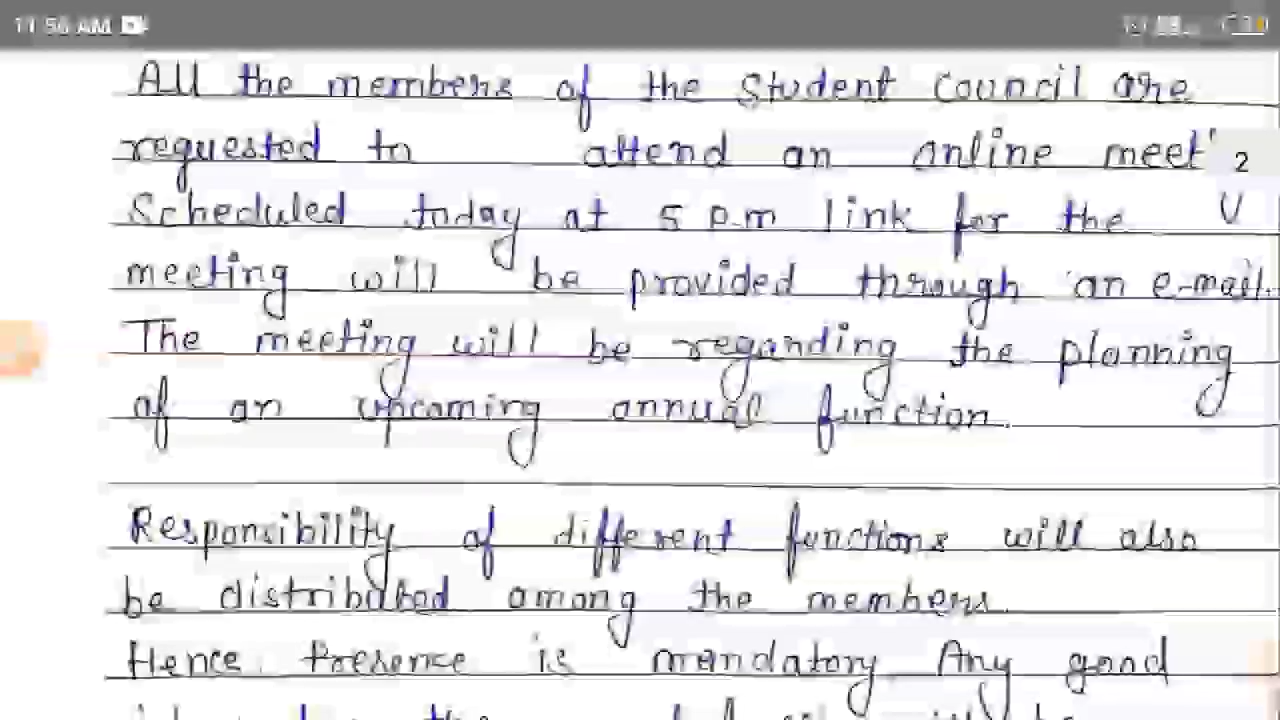 11:56 AM
All the members of the Student Council are
requested to attend an online meet
Scheduled today at 5 p.m link for the
meeting will be provided through an e-mail.
The meeting will be regarding the planning
of an upcoming annual function.
Responsibility of different functions will also
be distributed among the members.
Hence Presence is mandatory. Any good